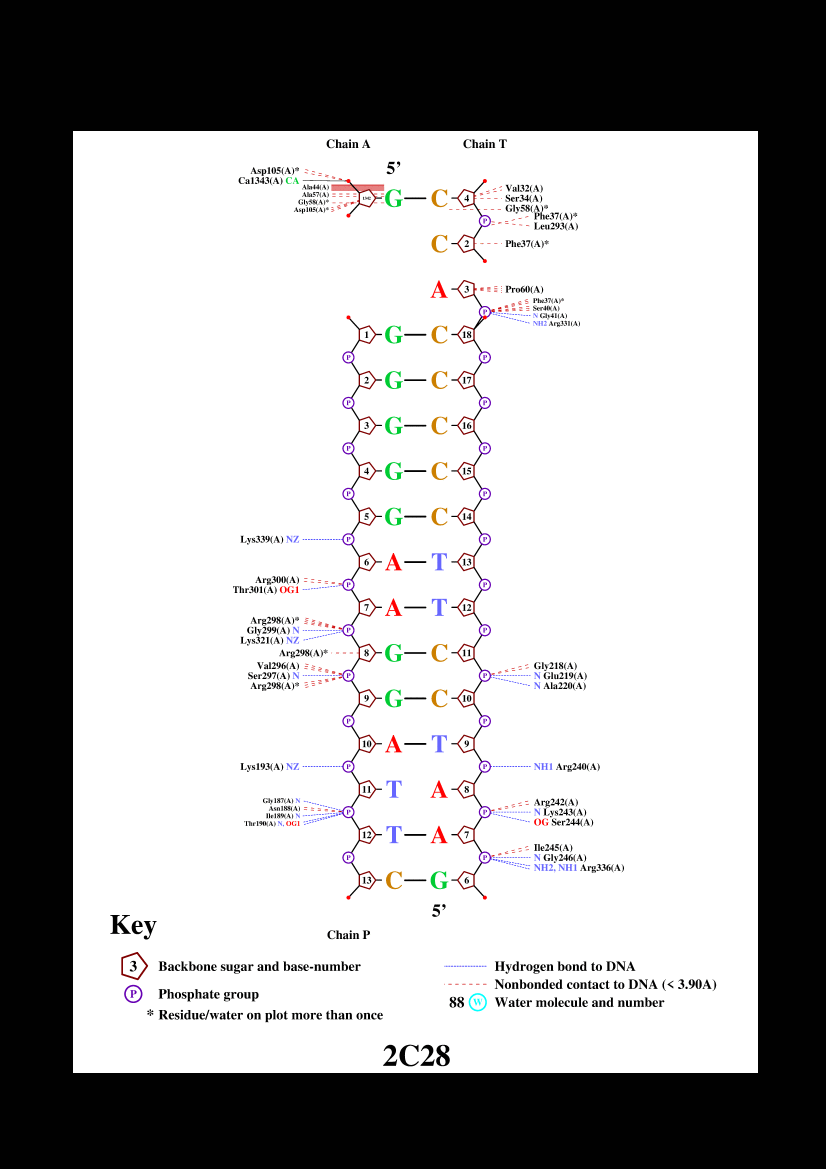 Chain A Chain T
5’
Asp105(A)*
Ca1343(A) CA
Ala44(A)
Ala57(A)
Gly58(A)*
Asp105(A)*
G C 4
Val32(A)
Ser34(A)
Gly58(A)*
P
Phe37(A)*
Leu293(A)
C 2 Phe37(A)*
A 3 Pro60(A)
P
Phe37(A)*
Ser40(A)
N Gly41(A)
NH2 Arg331(A)
1 G C 18
P P
2 G C 17
P P
3 G C 16
P P
4 G C 15
P P
5 G C 14
Lys339(A) NZ P P
6 A T 13
Arg300(A)
Thr301(A) OG1
P P
7 A T 12
Arg298(A)*
Gly299(A) N
Lys321(A) NZ
P P
Arg298(A)* 8 G C 11
Val296(A)
Ser297(A) N
Arg298(A)*
P P
Gly218(A)
N Glu219(A)
N Ala220(A)
9 G C 10
P P
10 A T 9
Lys193(A) NZ P P NH1 Arg240(A)
11 T A 8
Gly187(A) N
Asn188(A)
Ile189(A) N
Thr190(A) N, OG1
P P
Arg242(A)
N Lys243(A)
OG Ser244(A)
12 T A 7
P P
Ile245(A)
N Gly246(A)
NH2, NH1 Arg336(A)
13 C G 6
5’
Chain P
Key
3 Backbone sugar and base-number
P Phosphate group
* Residue/water on plot more than once
Hydrogen bond to DNA
Nonbonded contact to DNA (< 3.90A)
88 W Water molecule and number
2C28